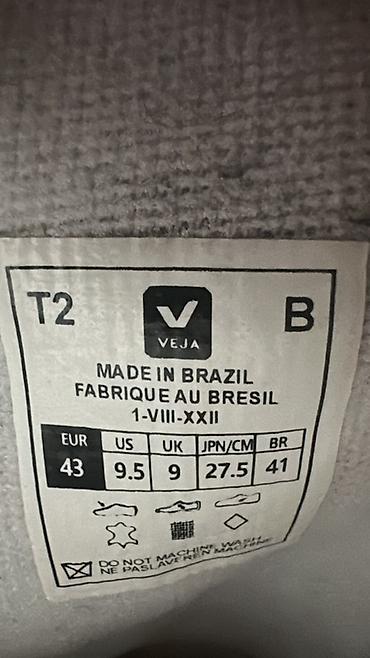 T2 VEJA B
MADE IN BRAZIL
FABRIQUE AU BRESIL
1-VIII-XXII
EUR US UK JPN/CM BR
43 9.5 9 27.5 41
DO NOT MACHINE WASH
NE PAS LAVER EN MACHINE